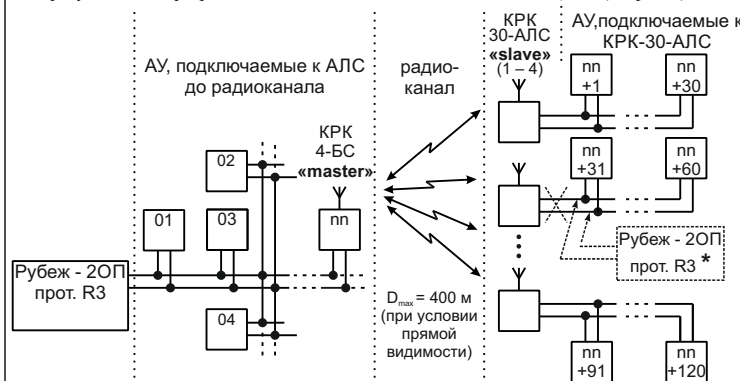 АУ, подключаемые к АЛС
до радиоканала
радио-
канал
КРК
30-АЛС
«slave»
(1 – 4)
АУ,подключаемые к
КРК-30-АЛС
КРК
4-БС
«master»
01
02
03
04
nn
Рубеж - 2ОП
прот. R3
D max = 400 м
(при условии
прямой
видимости)
nn
+1
nn
+30
nn
+31
nn
+60
Рубеж - 2ОП
прот. R3 *
nn
+91
nn
+120